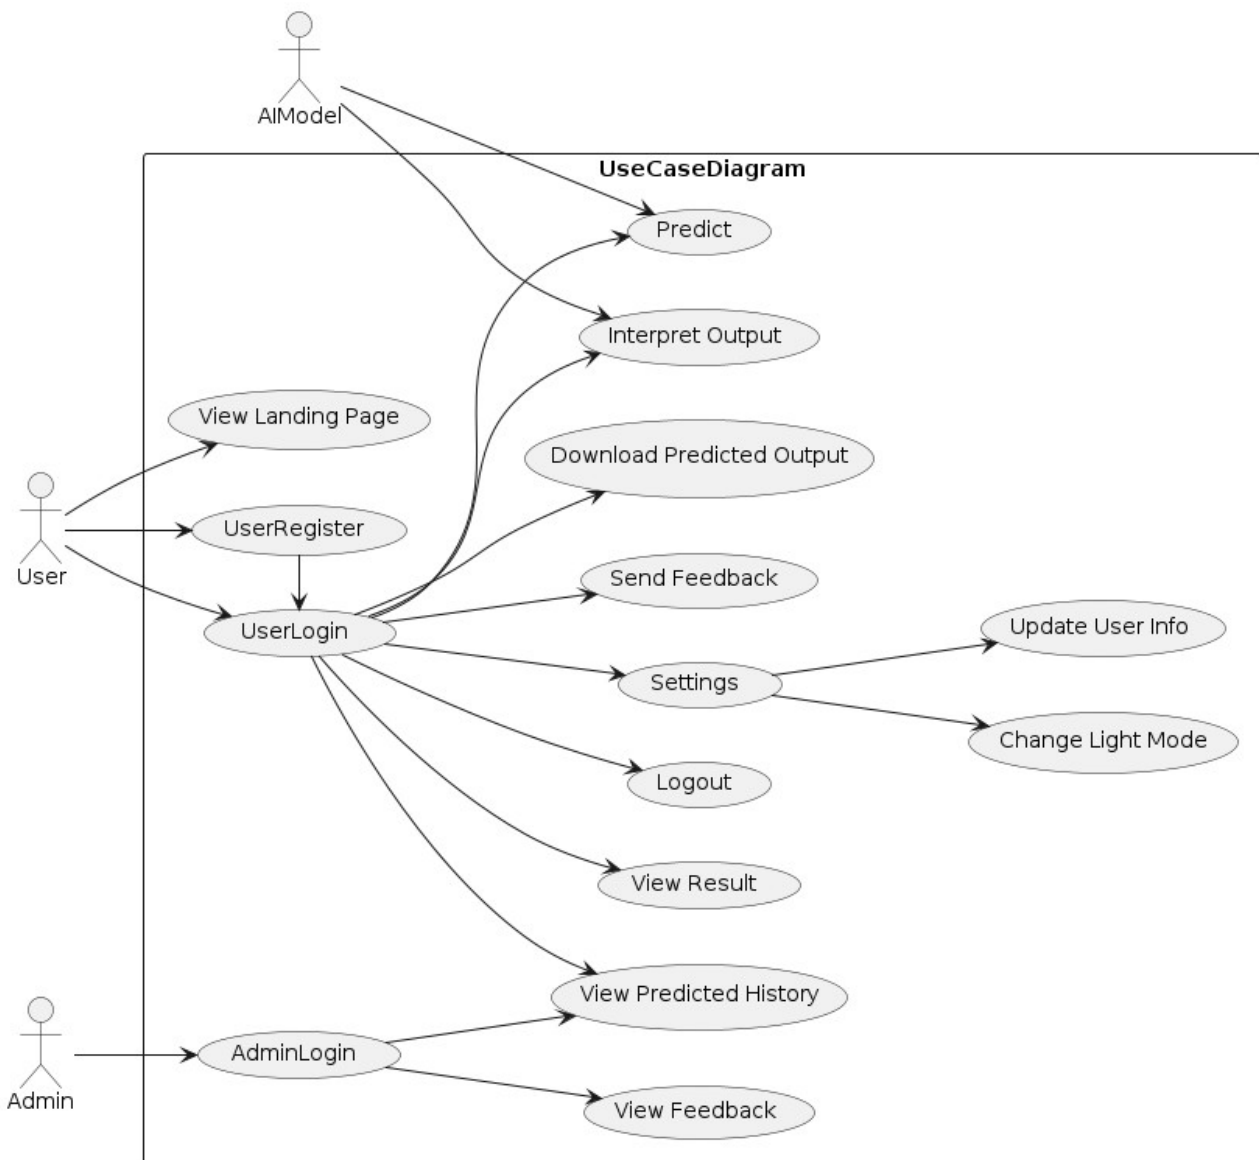 AIModel
UseCaseDiagram
Predict
Interpret Output
View Landing Page
Download Predicted Output
User
UserRegister
Send Feedback
UserLogin
Update User Info
Settings
Change Light Mode
Logout
View Result
View Predicted History
Admin
AdminLogin
View Feedback